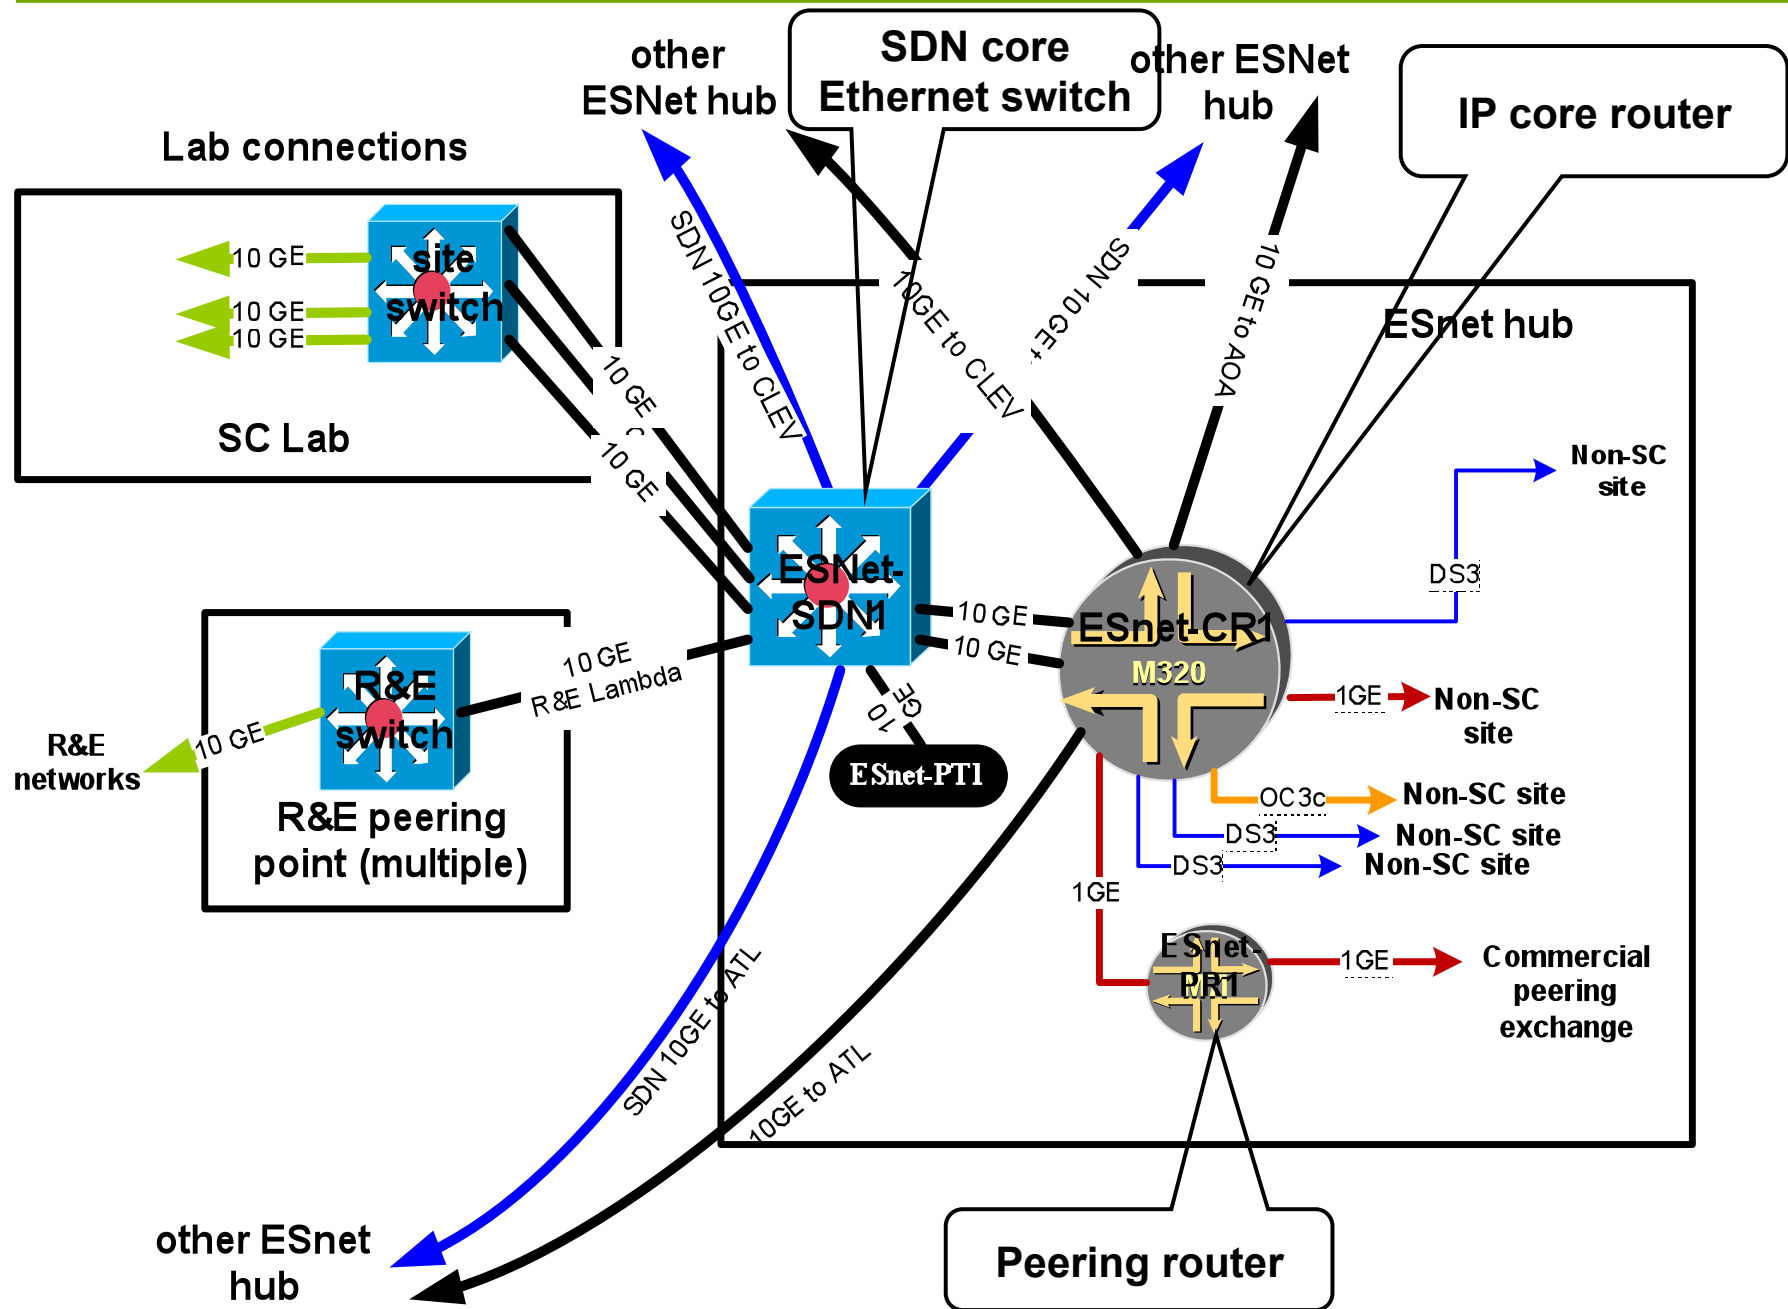 other
ESNet hub
SDN core
Ethernet switch
other ESNet
hub
IP core router
Lab connections
10 GE
10 GE
10 GE
site
switch
SC Lab
10 GE
10 GE
SDN 10GE to CLEV
10GE to CLEV
SDN 10 GE
10 GE to AOA
ESnet hub
Non-SC
site
DS3
ESNet-
SDN1
10 GE
10 GE
ESnet-CR1
M320
1GE
Non-SC
site
OC3c
Non-SC site
DS3
Non-SC site
DS3
Non-SC site
10 GE
R&E Lambda
R&E
switch
10 GE
R&E
networks
R&E peering
point (multiple)
10
GE
ESnet-PT1
1GE
ESnet-
PR1
1GE
Commercial
peering
exchange
SDN 10GE to ATL
10GE to ATL
other ESnet
hub
Peering router